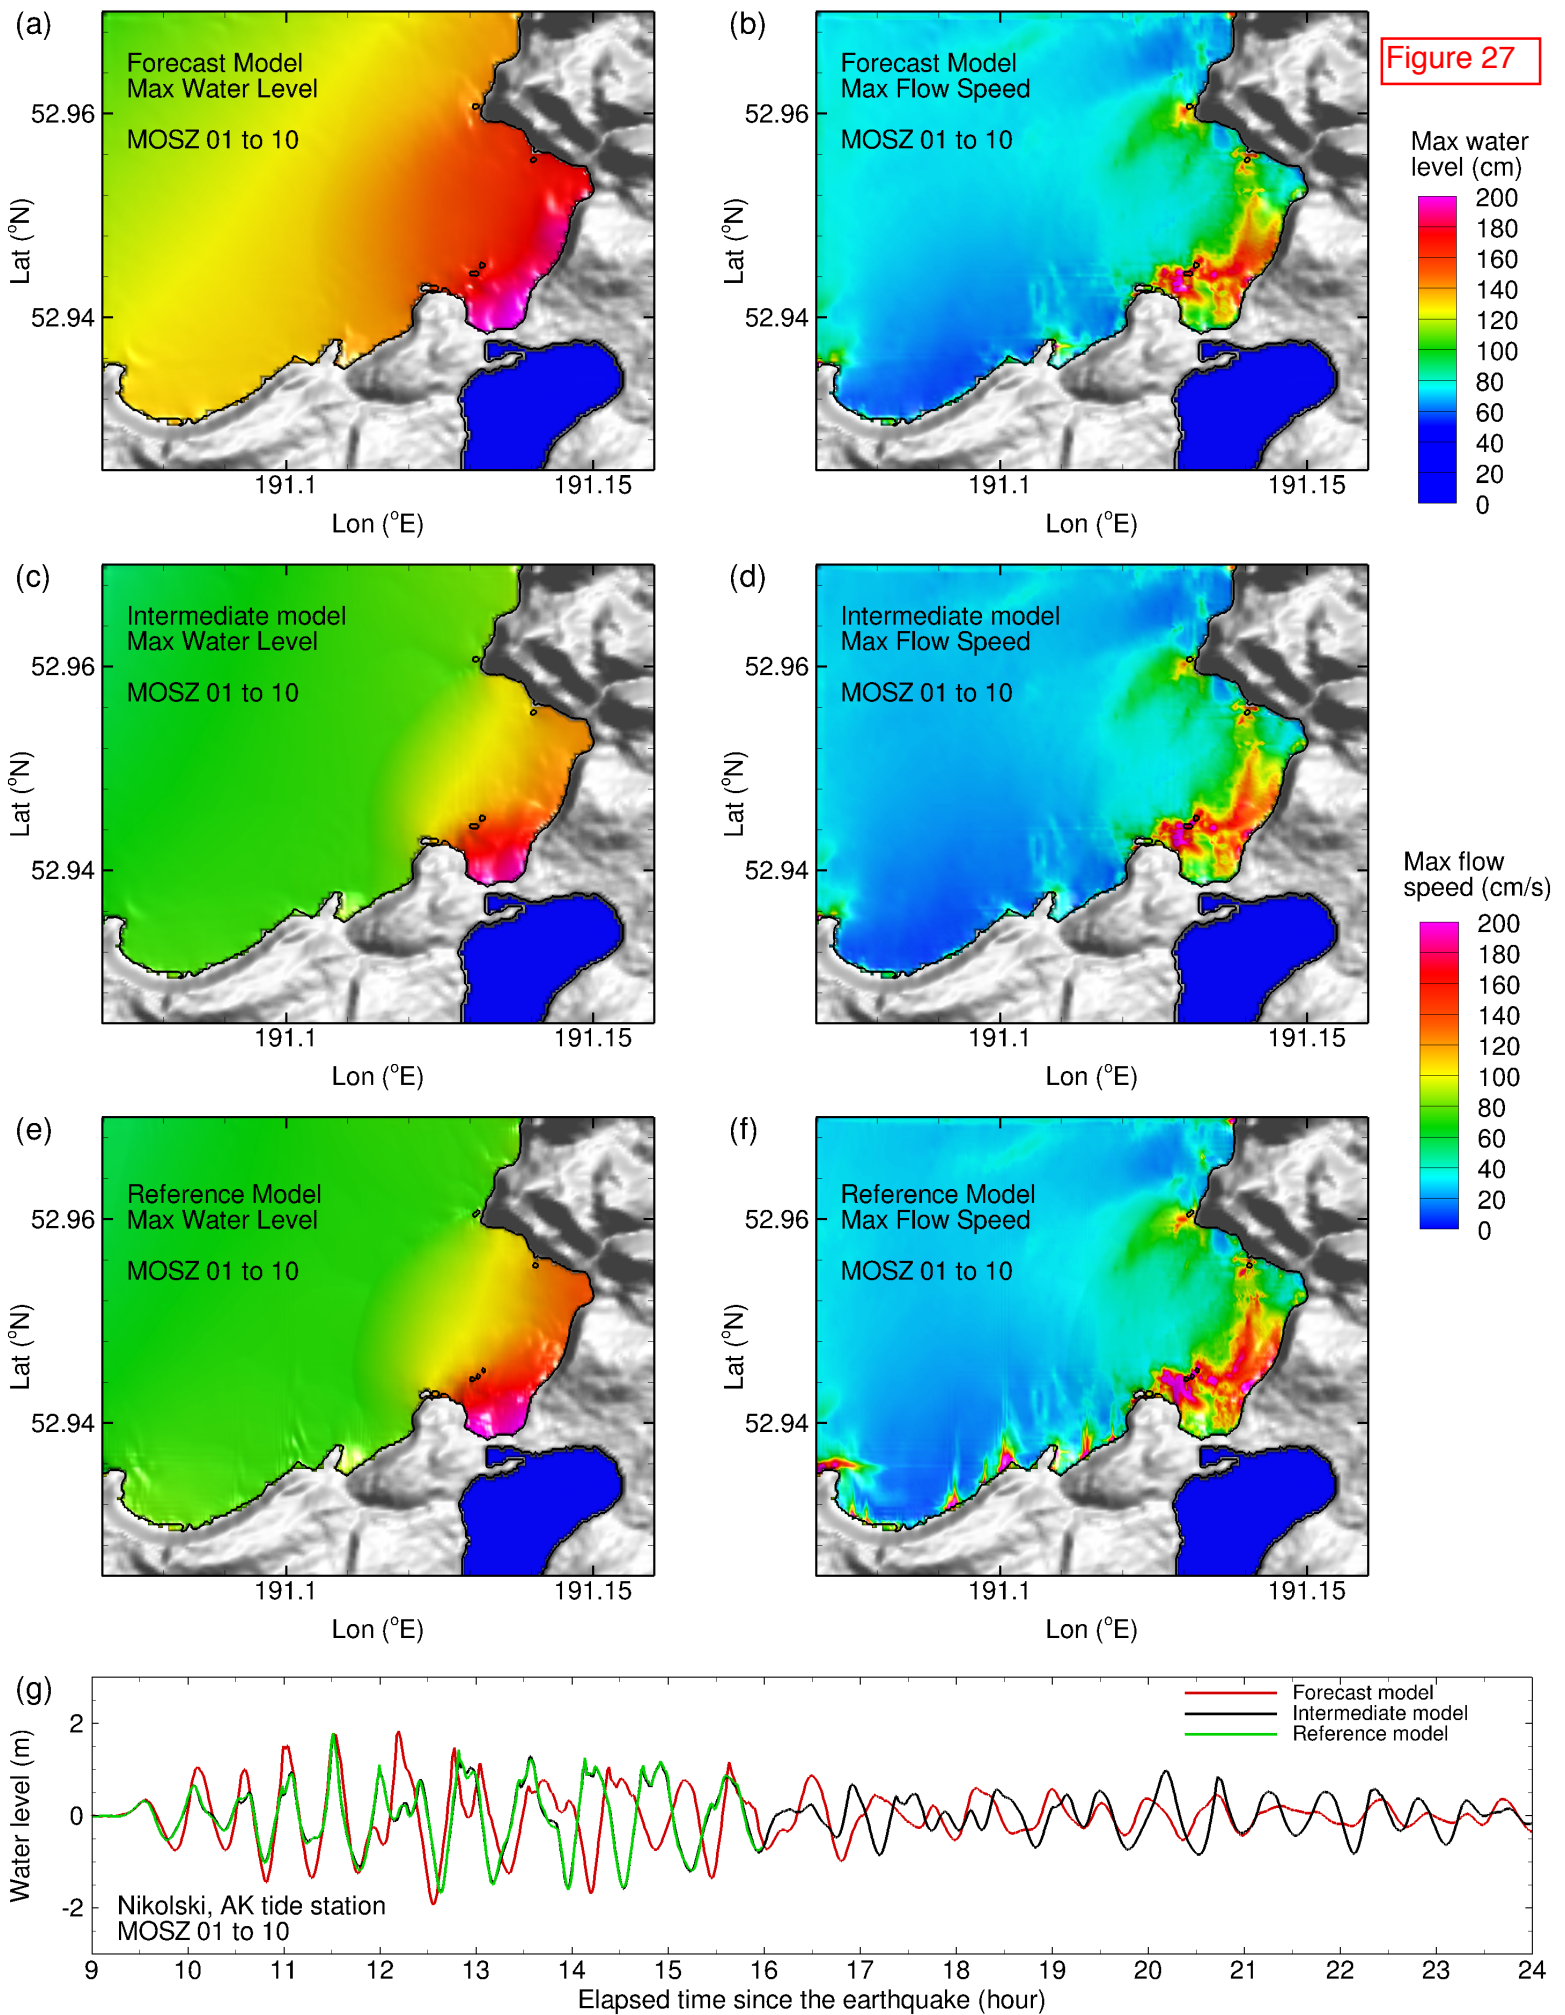 (a)
Forecast Model
Max Water Level
MOSZ 01 to 10
52.96
52.94
Lat (°N)
191.1
191.15
Lon (°E)
(b)
Forecast Model
Max Flow Speed
MOSZ 01 to 10
52.96
52.94
Lat (°N)
191.1
191.15
Lon (°E)
Figure 27
Max water
level (cm)
200
180
160
140
120
100
80
60
40
20
0
(c)
Intermediate model
Max Water Level
MOSZ 01 to 10
52.96
52.94
Lat (°N)
191.1
191.15
Lon (°E)
(d)
Intermediate model
Max Flow Speed
MOSZ 01 to 10
52.96
52.94
Lat (°N)
191.1
191.15
Lon (°E)
Max flow
speed (cm/s)
200
180
160
140
120
100
80
60
40
20
0
(e)
Reference Model
Max Water Level
MOSZ 01 to 10
52.96
52.94
Lat (°N)
191.1
191.15
Lon (°E)
(f)
Reference Model
Max Flow Speed
MOSZ 01 to 10
52.96
52.94
Lat (°N)
191.1
191.15
Lon (°E)
(g)
Forecast model
Intermediate model
Reference model
2
0
-2
Water level (m)
Nikolski, AK tide station
MOSZ 01 to 10
9 10 11 12 13 14 15 16 17 18 19 20 21 22 23 24
Elapsed time since the earthquake (hour)